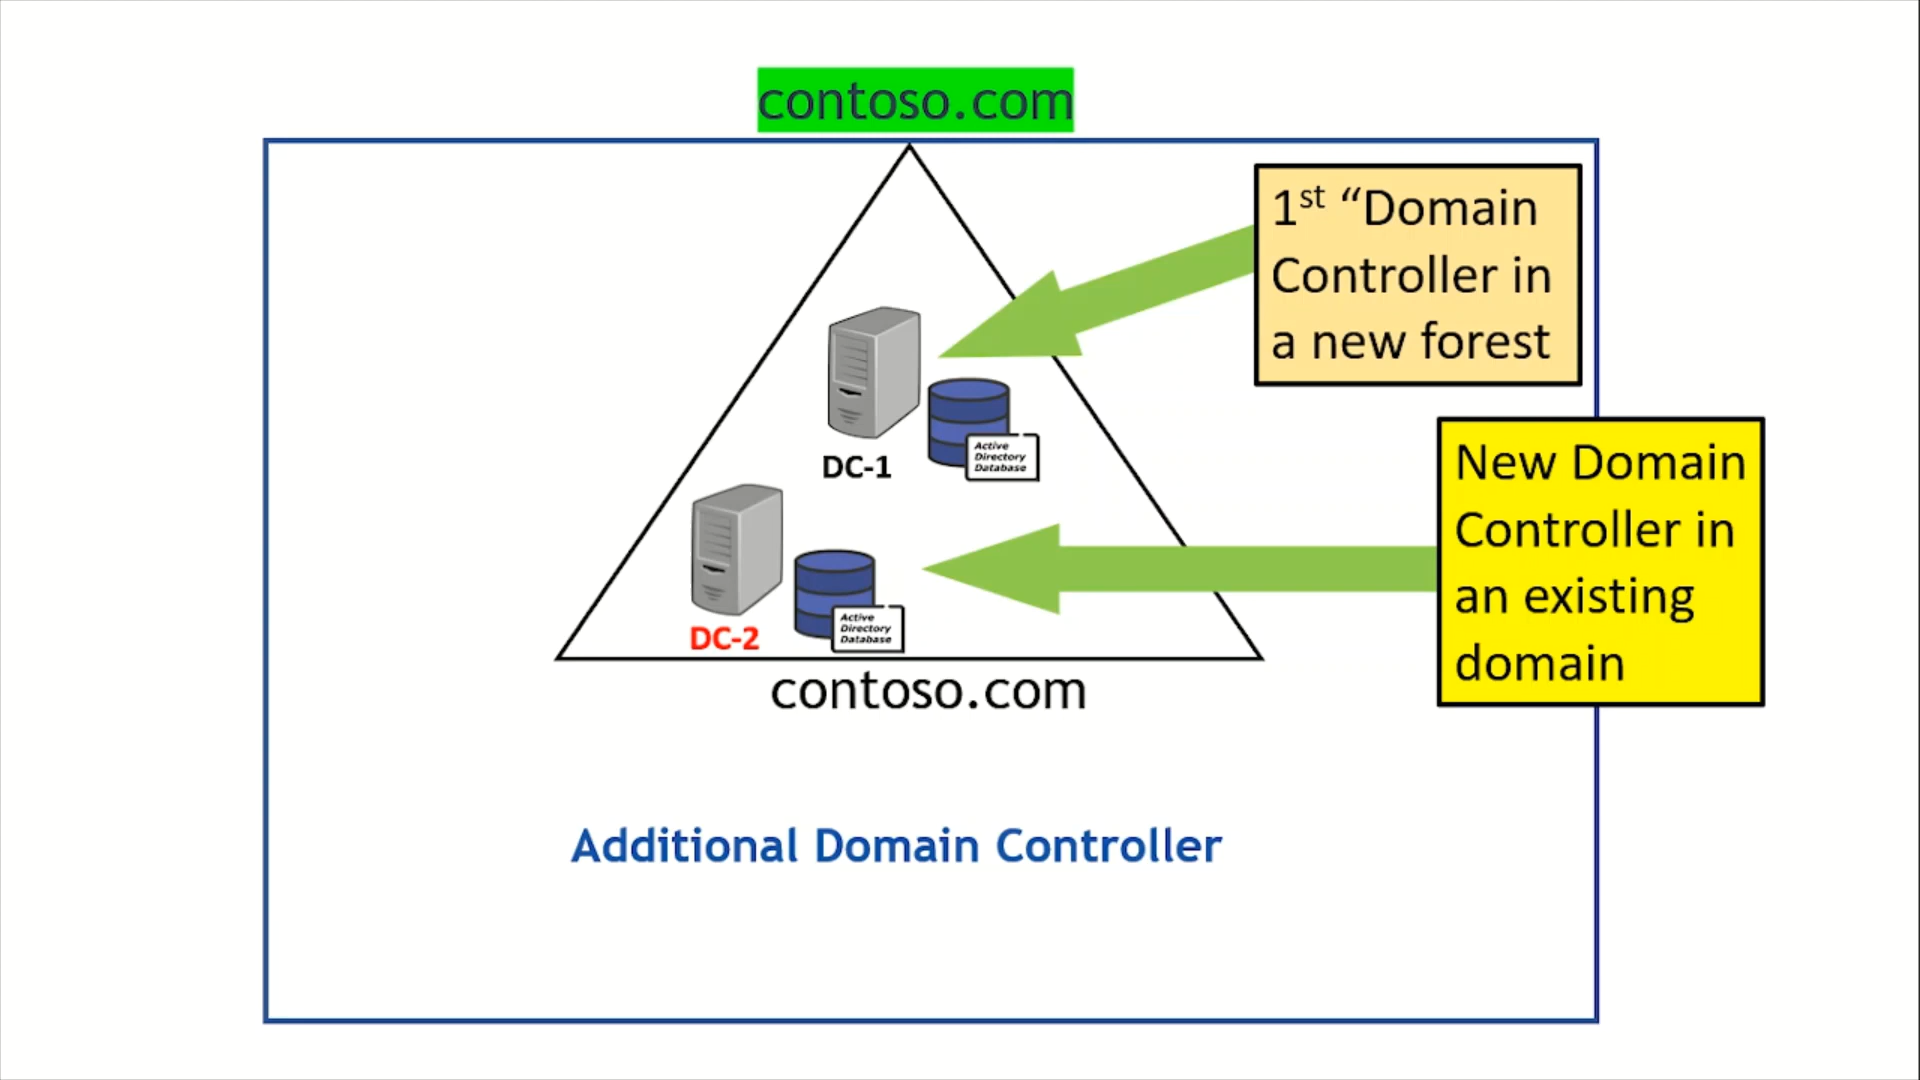 contoso.com
1st “Domain
Controller in
a new forest
Active
Directory
Database
DC-1
New Domain
Controller in
an existing
domain
Active
Directory
Database
DC-2
contoso.com
Additional Domain Controller